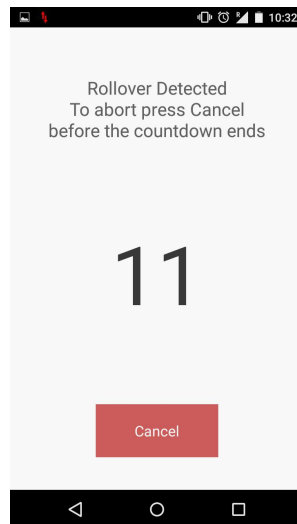 10:32
Rollover Detected
To abort press Cancel
before the countdown ends
11
Cancel